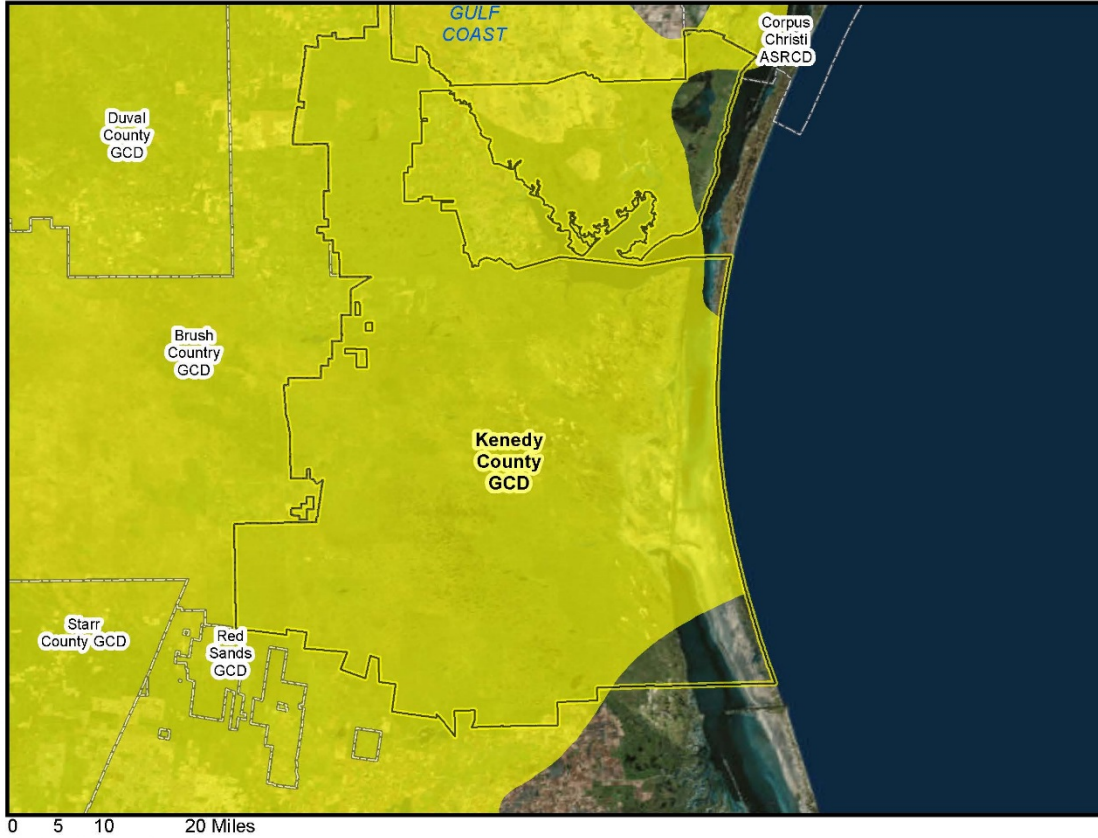 GULF
COAST
Corpus
Christi
ASRCD
Duval
County
GCD
Brush
Country
GCD
Kenedy
County
GCD
Starr
County GCD
Red
Sands
GCD
0 5 10 20 Miles